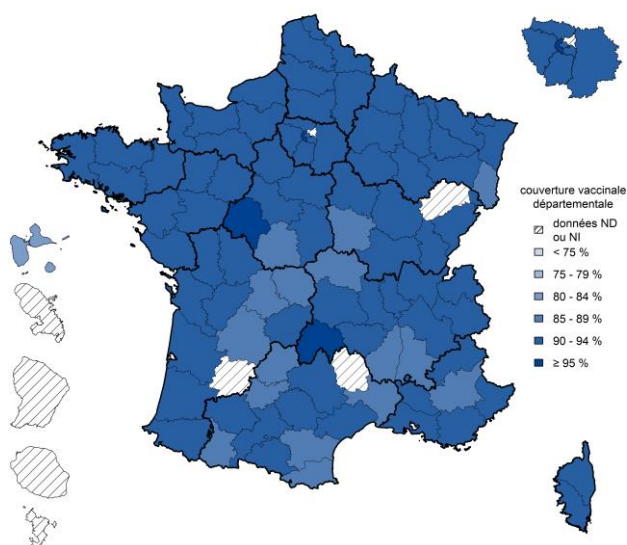 couverture vaccinale
départementale
données ND
ou NI
< 75 %
75 - 79 %
80 - 84 %
85 - 89 %
90 - 94 %
≥ 95 %